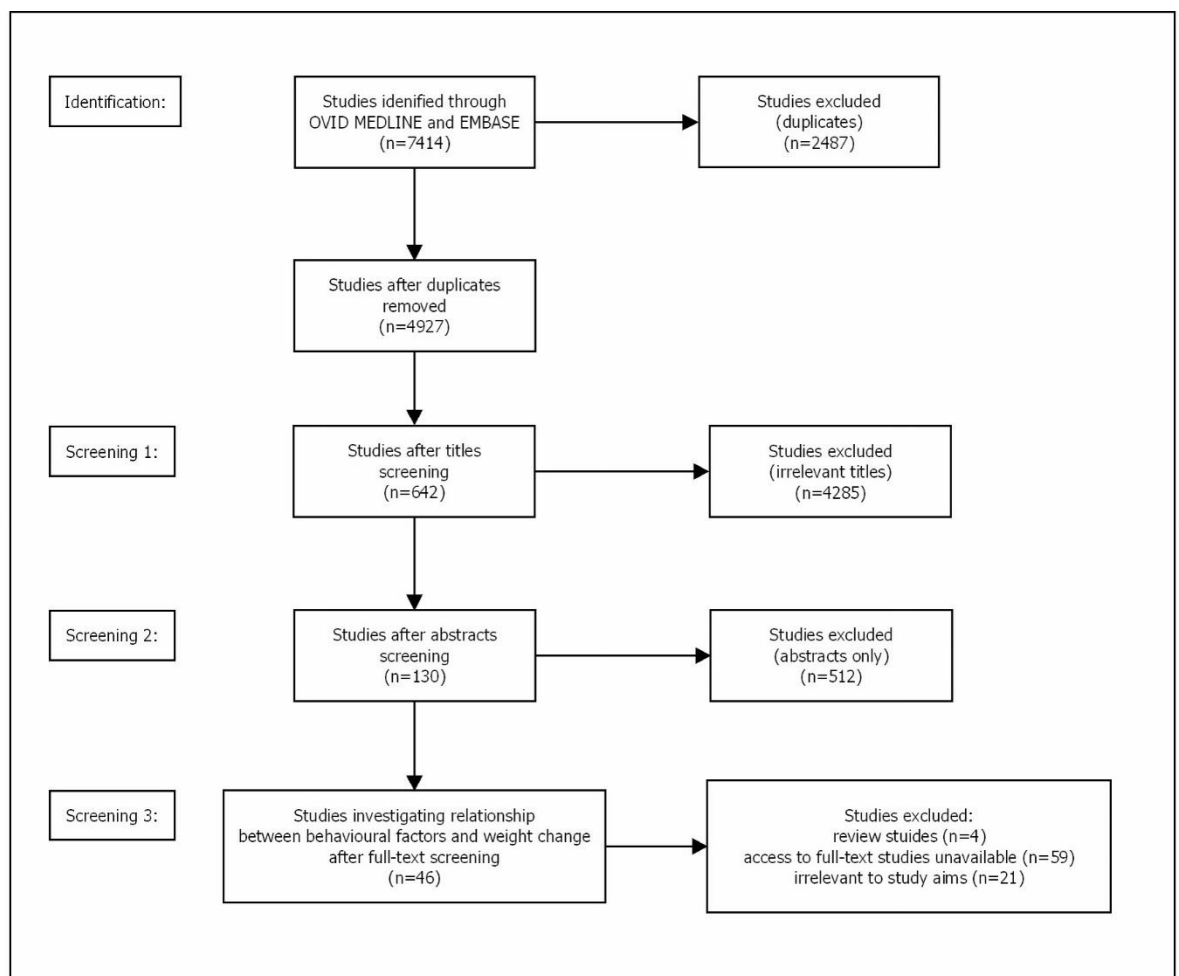 Identification:
Studies idenified through
OVID MEDLINE and EMBASE
(n=7414)
Studies excluded
(duplicates)
(n=2487)
Studies after duplicates
removed
(n=4927)
Screening 1:
Studies after titles
screening
(n=642)
Studies excluded
(irrelevant titles)
(n=4285)
Screening 2:
Studies after abstracts
screening
(n=130)
Studies excluded
(abstracts only)
(n=512)
Screening 3:
Studies investigating relationship
between behavioural factors and weight change
after full-text screening
(n=46)
Studies excluded:
review stuides (n=4)
access to full-text studies unavailable (n=59)
irrelevant to study aims (n=21)